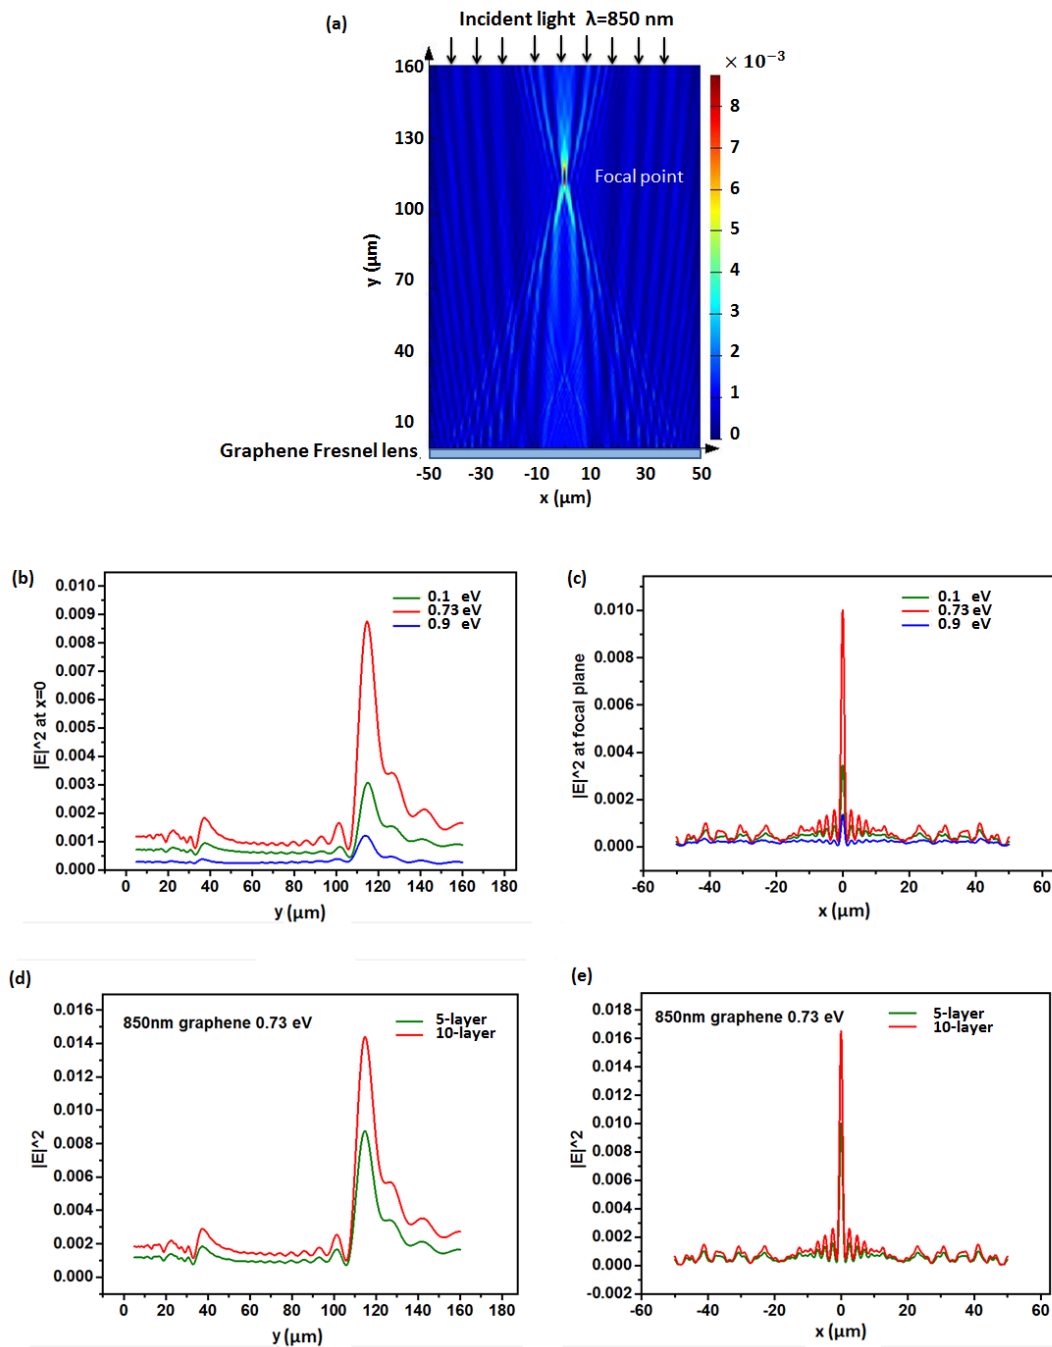 (a)
Incident light λ=850 nm
160
130
100
70
40
10
y (μm)
Focal point
× 10⁻³
8
7
6
5
4
3
2
1
0
Graphene Fresnel lens
-50 -30 -10 10 30 50
x (μm)
(b)
0.010
0.009
0.008
0.007
0.006
0.005
0.004
0.003
0.002
0.001
0.000
|E|^2 at x=0
0.1 eV
0.73 eV
0.9 eV
0 20 40 60 80 100 120 140 160 180
y (μm)
(c)
0.010
0.008
0.006
0.004
0.002
0.000
|E|^2 at focal plane
0.1 eV
0.73 eV
0.9 eV
-60 -40 -20 0 20 40 60
x (μm)
(d)
0.016
0.014
0.012
0.010
0.008
0.006
0.004
0.002
0.000
|E|^2
850nm graphene 0.73 eV
5-layer
10-layer
0 20 40 60 80 100 120 140 160 180
y (μm)
(e)
0.018
0.016
0.014
0.012
0.010
0.008
0.006
0.004
0.002
0.000
-0.002
|E|^2
850nm graphene 0.73 eV
5-layer
10-layer
-60 -40 -20 0 20 40 60
x (μm)